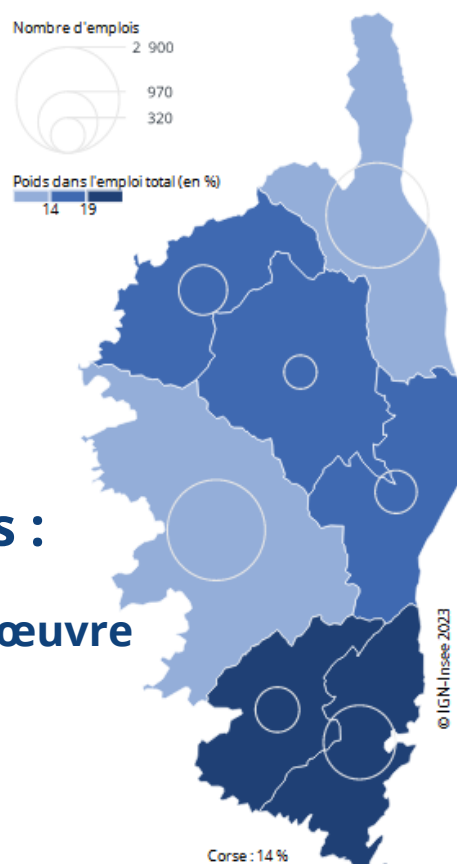 Nombre d'emplois
2 900
970
320
Poids dans l'emploi total (en %)
14 19
s :
œuvre
© IGN-Insee 2023
Corse : 14 %